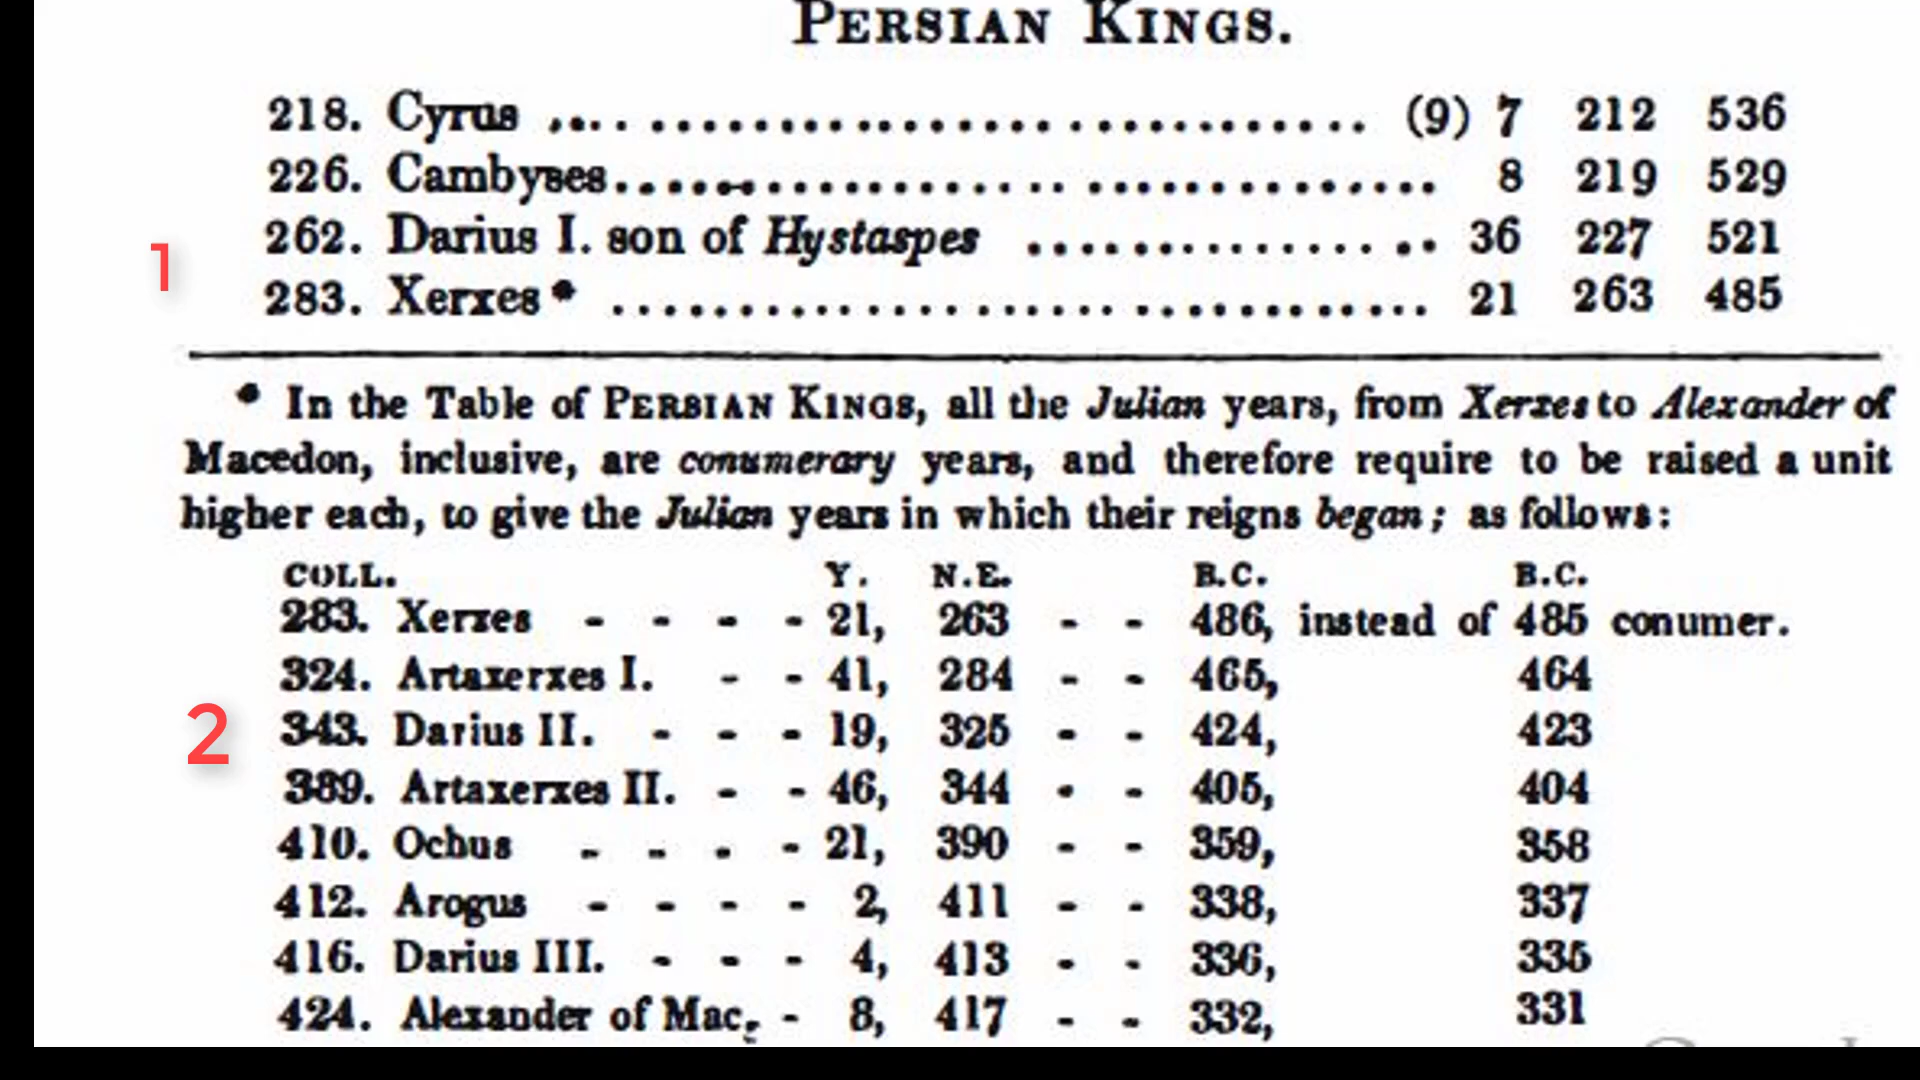 PERSIAN KINGS.
218. Cyrus .................................. (9) 7 212 536
226. Cambyses.............................. 8 219 529
262. Darius I. son of Hystaspes ................ 36 227 521
1
283. Xerxes* ................................ 21 263 485
* In the Table of PERSIAN KINGS, all the Julian years, from Xerxes to Alexander of
Macedon, inclusive, are conumerary years, and therefore require to be raised a unit
higher each, to give the Julian years in which their reigns began; as follows:
COLL. Y. N.E. B.C. B.C.
283. Xerxes - - - - 21, 263 - - 486, instead of 485 conumer.
324. Artaxerxes I. - - 41, 284 - - 465, 464
2
343. Darius II. - - - 19, 325 - - 424, 423
389. Artaxerxes II. - - 46, 344 - - 405, 404
410. Ochus - - - - 21, 390 - - 359, 358
412. Arogus - - - - 2, 411 - - 338, 337
416. Darius III. - - - 4, 413 - - 336, 335
424. Alexander of Mac. - 8, 417 - - 332, 331